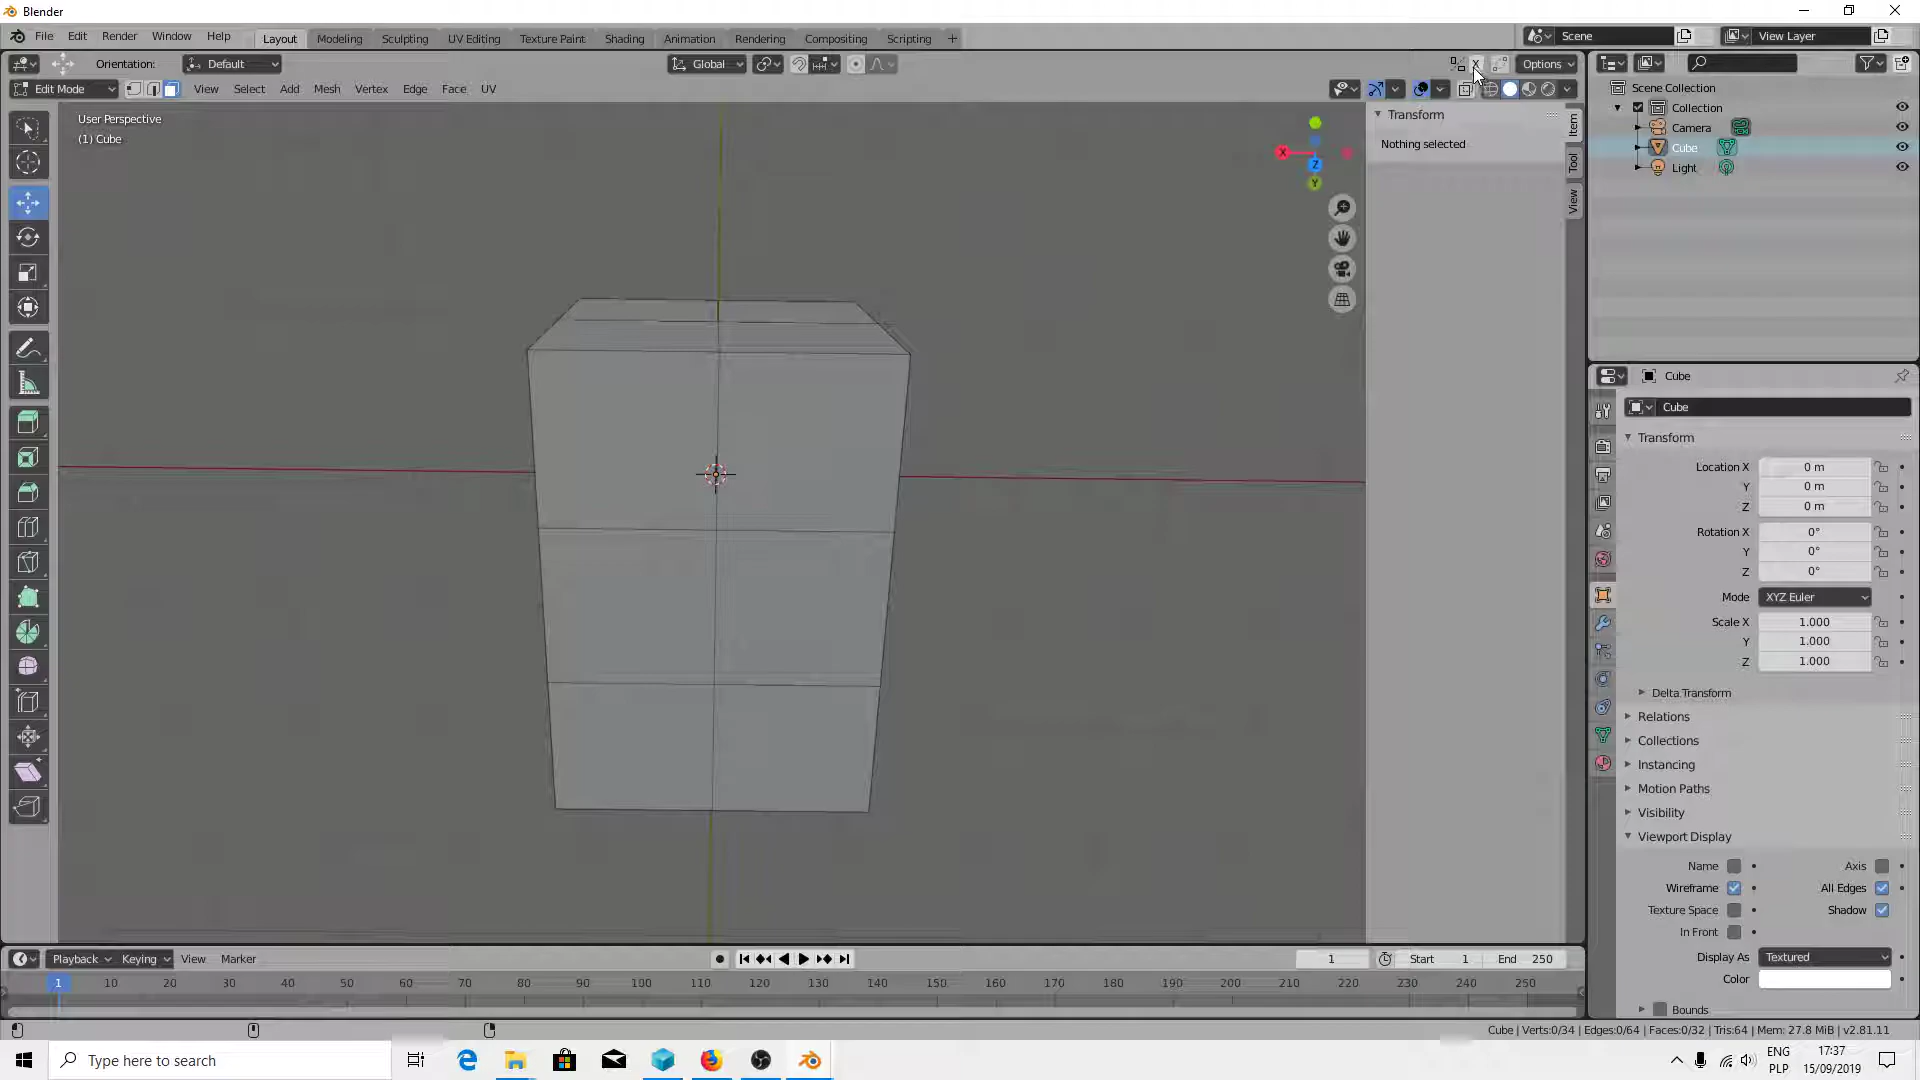 Blender
File Edit Render Window Help
Layout Modeling Sculpting UV Editing Texture Paint Shading Animation Rendering Compositing Scripting +
Scene
View Layer
Orientation: Default
Global
X
Options
Edit Mode
View Select Add Mesh Vertex Edge Face UV
User Perspective
(1) Cube
X
Z
Y
Transform
Nothing selected
Item
Tool
View
Scene Collection
Collection
Camera
Cube
Light
Cube
Cube
Transform
Location X 0 m
Y 0 m
Z 0 m
Rotation X 0°
Y 0°
Z 0°
Mode XYZ Euler
Scale X 1.000
Y 1.000
Z 1.000
Delta Transform
Relations
Collections
Instancing
Motion Paths
Visibility
Viewport Display
Name Axis
Wireframe All Edges
Texture Space Shadow
In Front
Display As Textured
Color
Bounds
Playback Keying View Marker
1 Start 1 End 250
1 10 20 30 40 50 60 70 80 90 100 110 120 130 140 150 160 170 180 190 200 210 220 230 240 250
Cube | Verts:0/34 | Edges:0/64 | Faces:0/32 | Tris:64 | Mem: 27.8 MiB | v2.81.11
Type here to search
ENG
PLP
17:37
15/09/2019